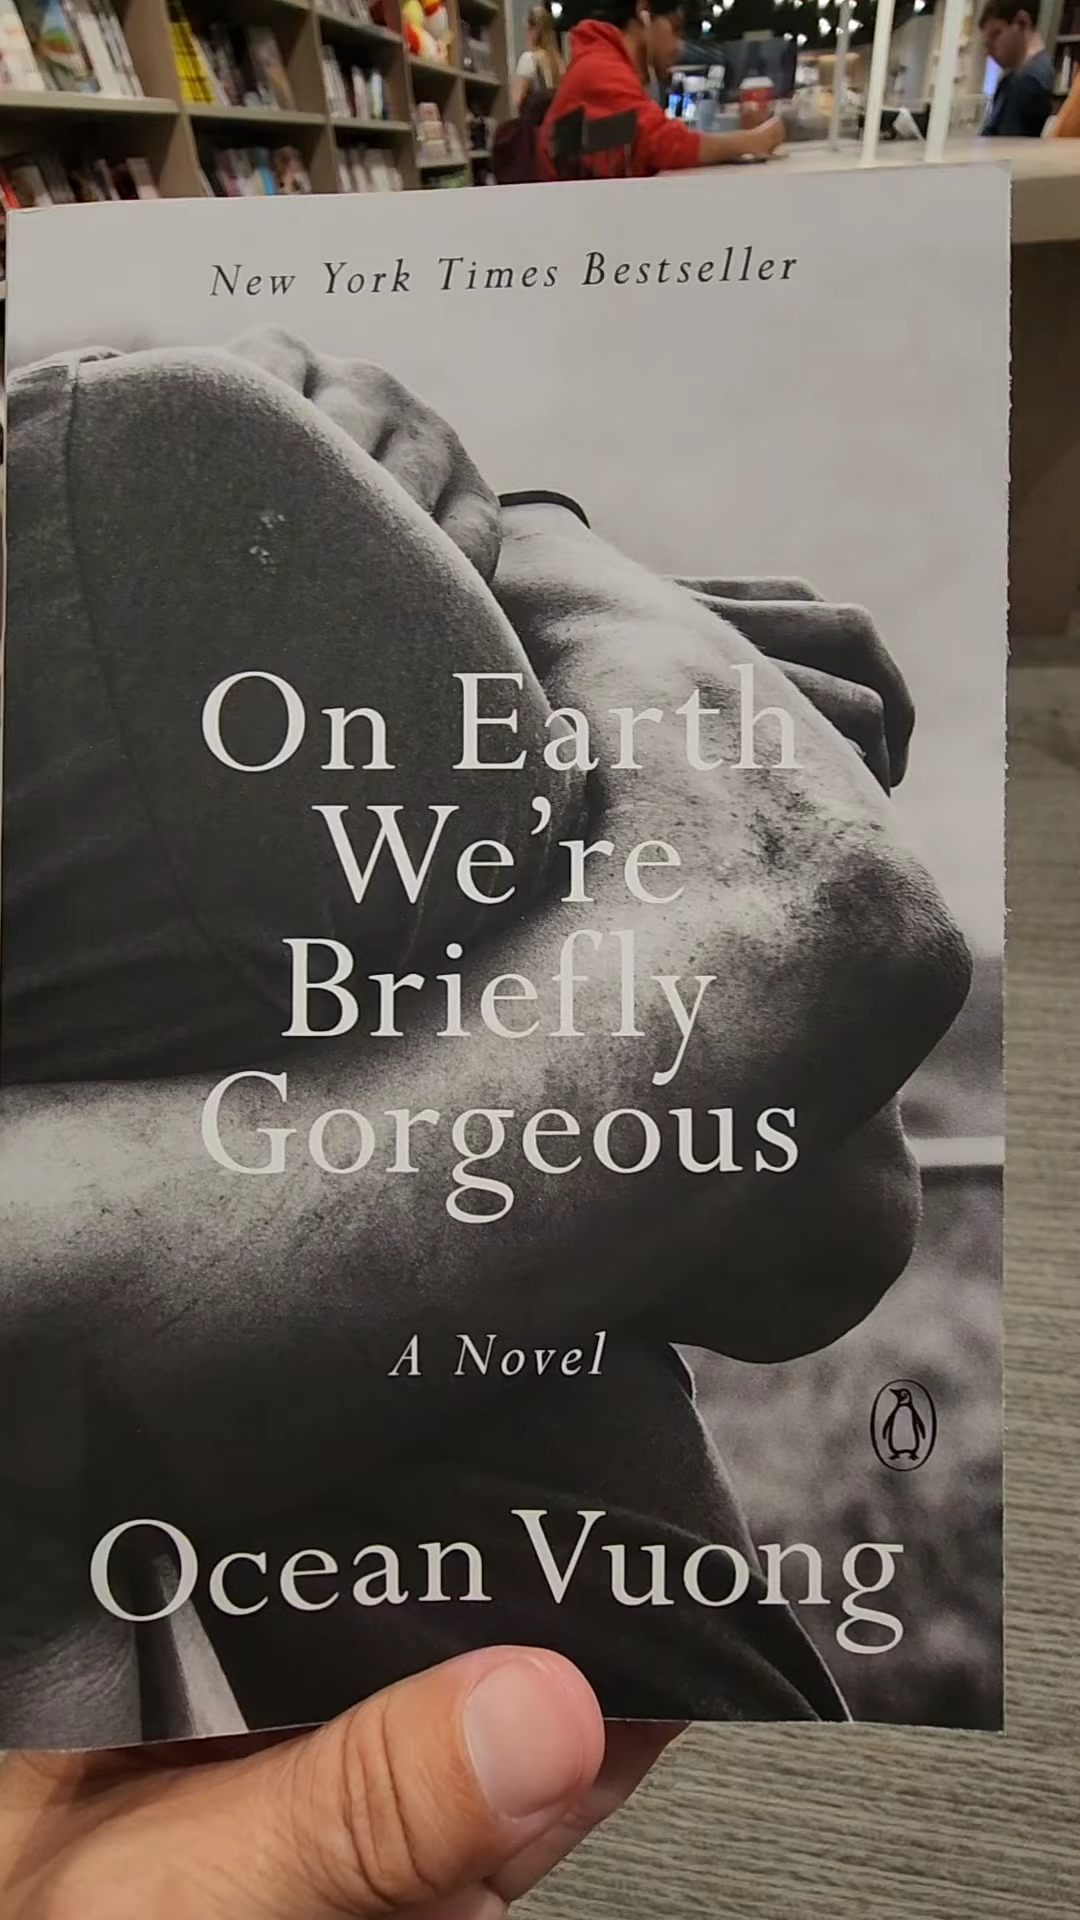 New York Times Bestseller
On Earth
We're
Briefly
Gorgeous
A Novel
Ocean Vuong